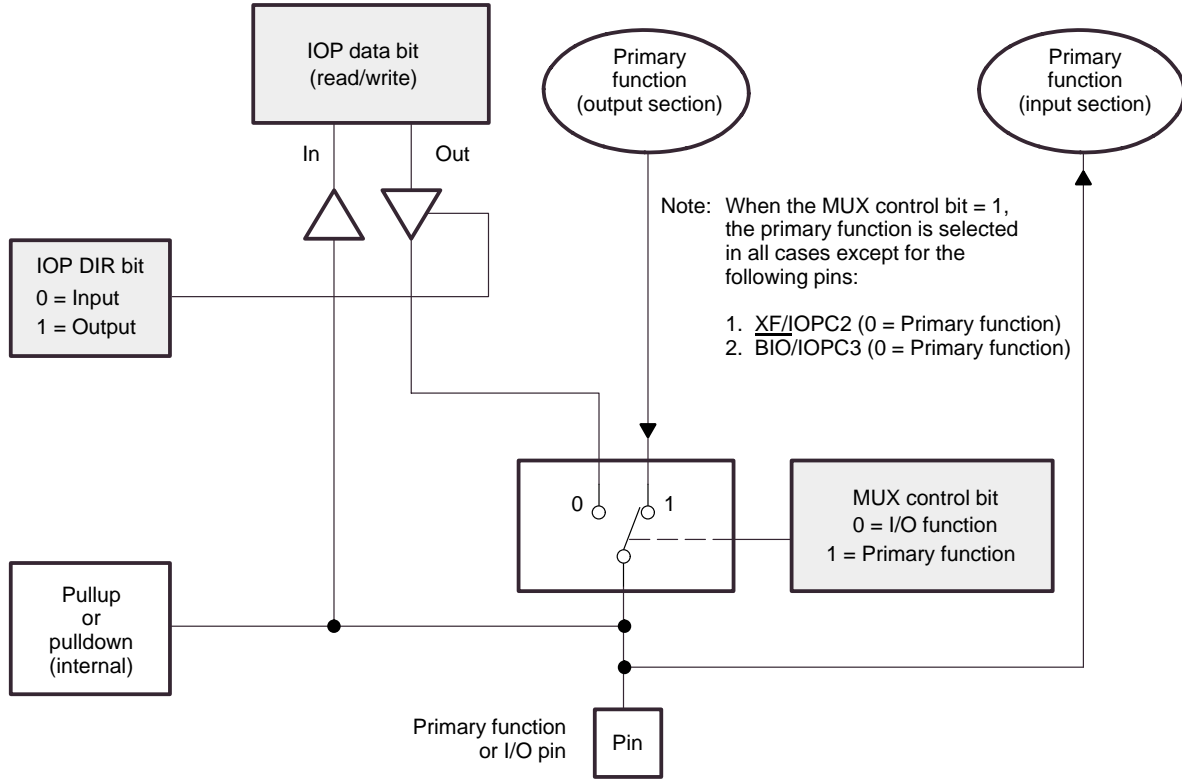 IOP data bit
(read/write)
Primary
function
(output section)
Primary
function
(input section)
In
Out
Note: When the MUX control bit = 1,
the primary function is selected
in all cases except for the
following pins:
1. XF/IOPC2 (0 = Primary function)
2. BIO/IOPC3 (0 = Primary function)
IOP DIR bit
0 = Input
1 = Output
0
1
MUX control bit
0 = I/O function
1 = Primary function
Pullup
or
pulldown
(internal)
Primary function
or I/O pin
Pin